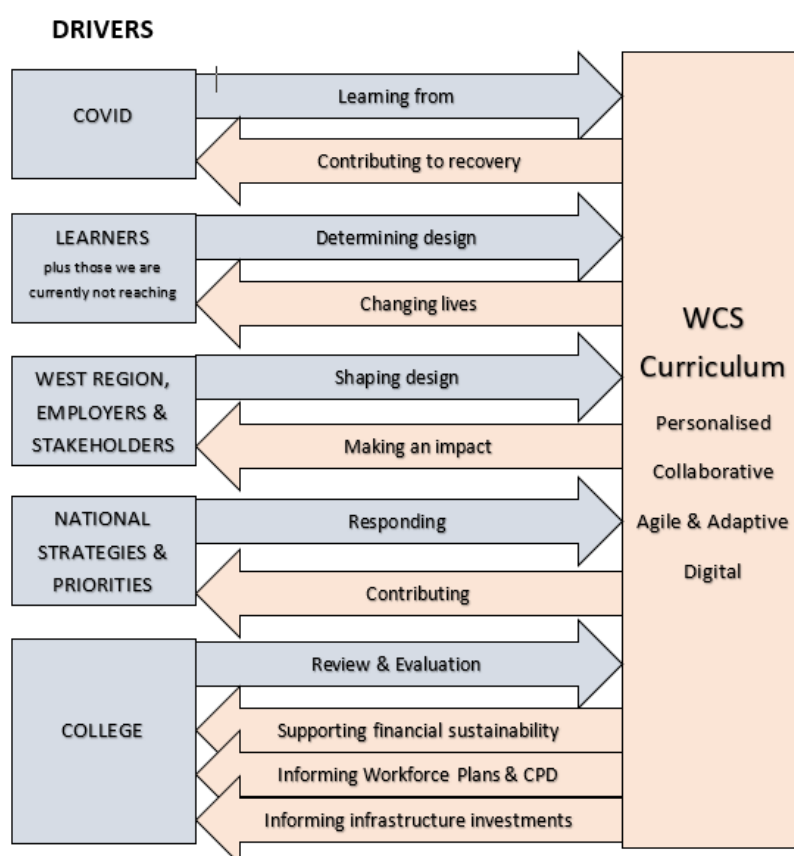 DRIVERS
COVID
Learning from
Contributing to recovery
LEARNERS
plus those we are
currently not reaching
Determining design
Changing lives
WEST REGION,
EMPLOYERS &
STAKEHOLDERS
Shaping design
Making an impact
NATIONAL
STRATEGIES &
PRIORITIES
Responding
Contributing
COLLEGE
Review & Evaluation
Supporting financial sustainability
Informing Workforce Plans & CPD
Informing infrastructure investments
WCS
Curriculum
Personalised
Collaborative
Agile & Adaptive
Digital